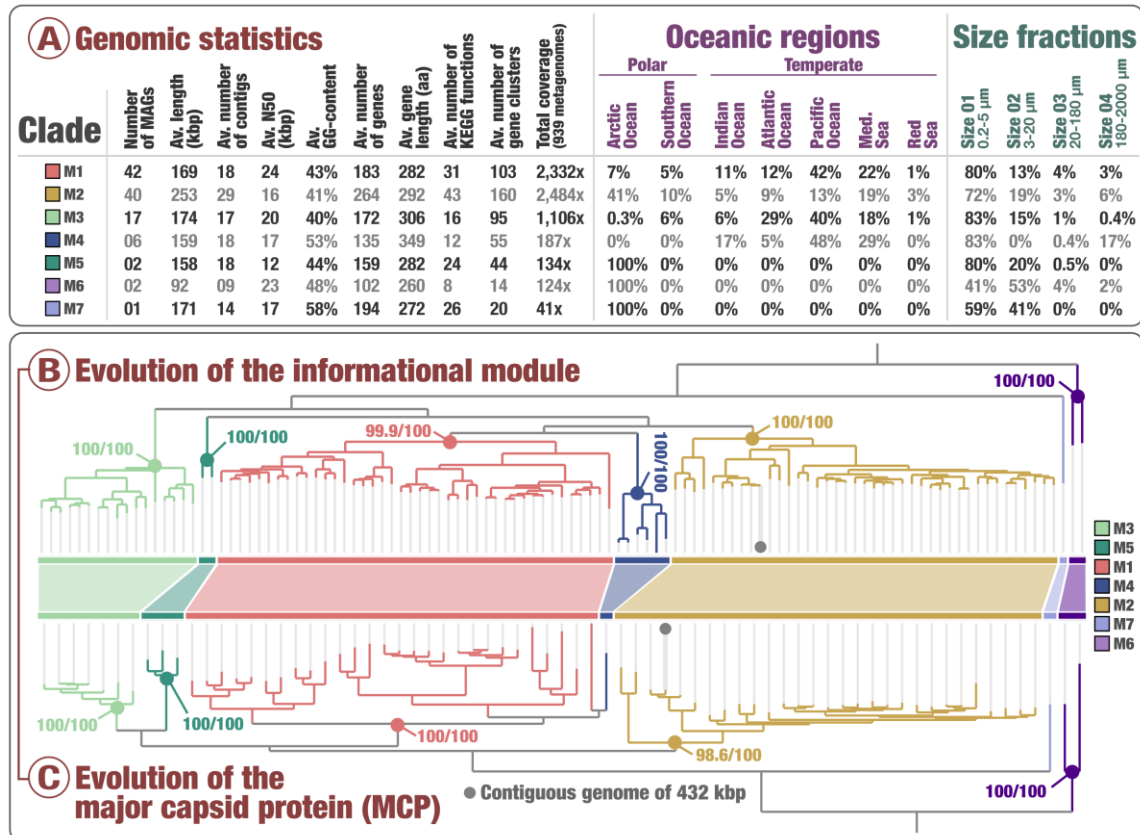 A Genomic statistics
Oceanic regions
Size fractions
Polar
Temperate
Clade
Number of MAGs
Av. length (kbp)
Av. number of contigs
Av. N50 (kbp)
Av. GG-content
Av. number of genes
Av. gene length (aa)
Av. number of KEEG functions
Av. number of gene clusters
Total coverage (939 metagenomes)
Arctic Ocean
Southern Ocean
Indian Ocean
Atlantic Ocean
Pacific Ocean
Med. Sea
Red Sea
Size 01 0.2-5 µm
Size 02 3-20 µm
Size 03 20-180 µm
Size 04 180-2000 µm
M1 42 169 18 24 43% 183 282 31 103 2,332x 7% 5% 11% 12% 42% 22% 1% 80% 13% 4% 3%
M2 40 253 29 16 41% 264 292 43 160 2,484x 41% 10% 5% 9% 13% 19% 3% 72% 19% 3% 6%
M3 17 174 17 20 40% 172 306 16 95 1,106x 0.3% 6% 6% 29% 40% 18% 1% 83% 15% 1% 0.4%
M4 06 159 18 17 53% 135 349 12 55 187x 0% 0% 17% 5% 48% 29% 0% 83% 0% 0.4% 17%
M5 02 158 18 12 44% 159 282 24 44 134x 100% 0% 0% 0% 0% 0% 0% 80% 20% 0.5% 0%
M6 02 92 09 23 48% 102 260 8 14 124x 100% 0% 0% 0% 0% 0% 0% 41% 53% 4% 2%
M7 01 171 14 17 58% 194 272 26 20 41x 100% 0% 0% 0% 0% 0% 0% 59% 41% 0% 0%
B Evolution of the informational module
100/100
100/100
100/100
99.9/100
100/100
100/100
M3
M5
M1
M4
M2
M7
M6
100/100
100/100
100/100
98.6/100
100/100
C Evolution of the
major capsid protein (MCP)
Contiguous genome of 432 kbp